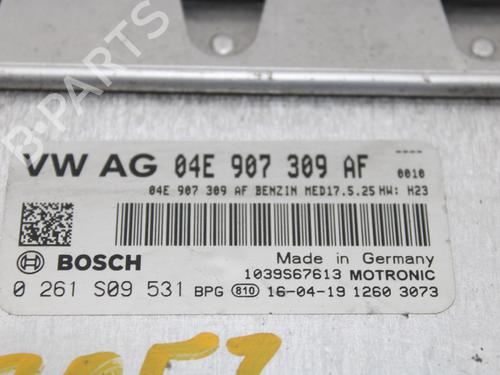 VW AG 04E 907 309 AF
0010
04E 907 309 AF BENZIN MED17.5.25 HW: H23
Made in Germany
BOSCH
1039S67613 MOTRONIC
0 261 S09 531 BPG 810 16-04-19 1260 3073
B PARTS